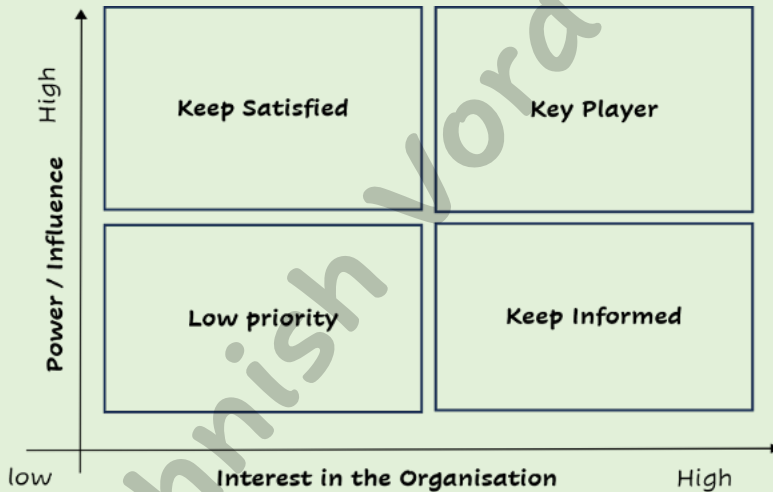 High
Keep Satisfied
Key Player
Power / Influence
Low priority
Keep Informed
low
Interest in the Organisation
High